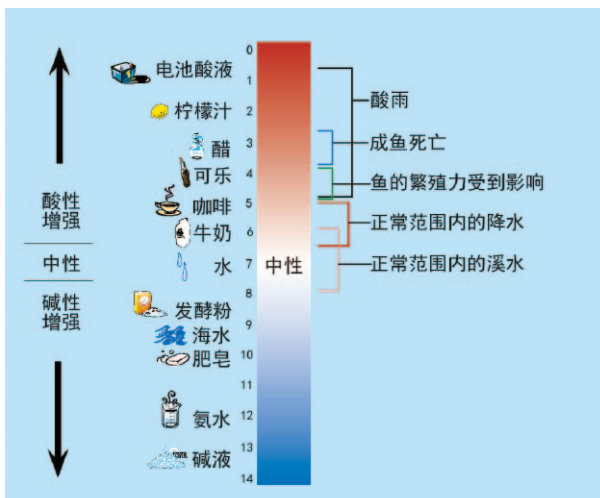 酸性
增强
中性
碱性
增强
电池酸液
柠檬汁
醋
可乐
咖啡
牛奶
水
发酵粉
海水
肥皂
氨水
碱液
0
1
2
3
4
5
6
7
8
9
10
11
12
13
14
中性
酸雨
成鱼死亡
鱼的繁殖力受到影响
正常范围内的降水
正常范围内的溪水